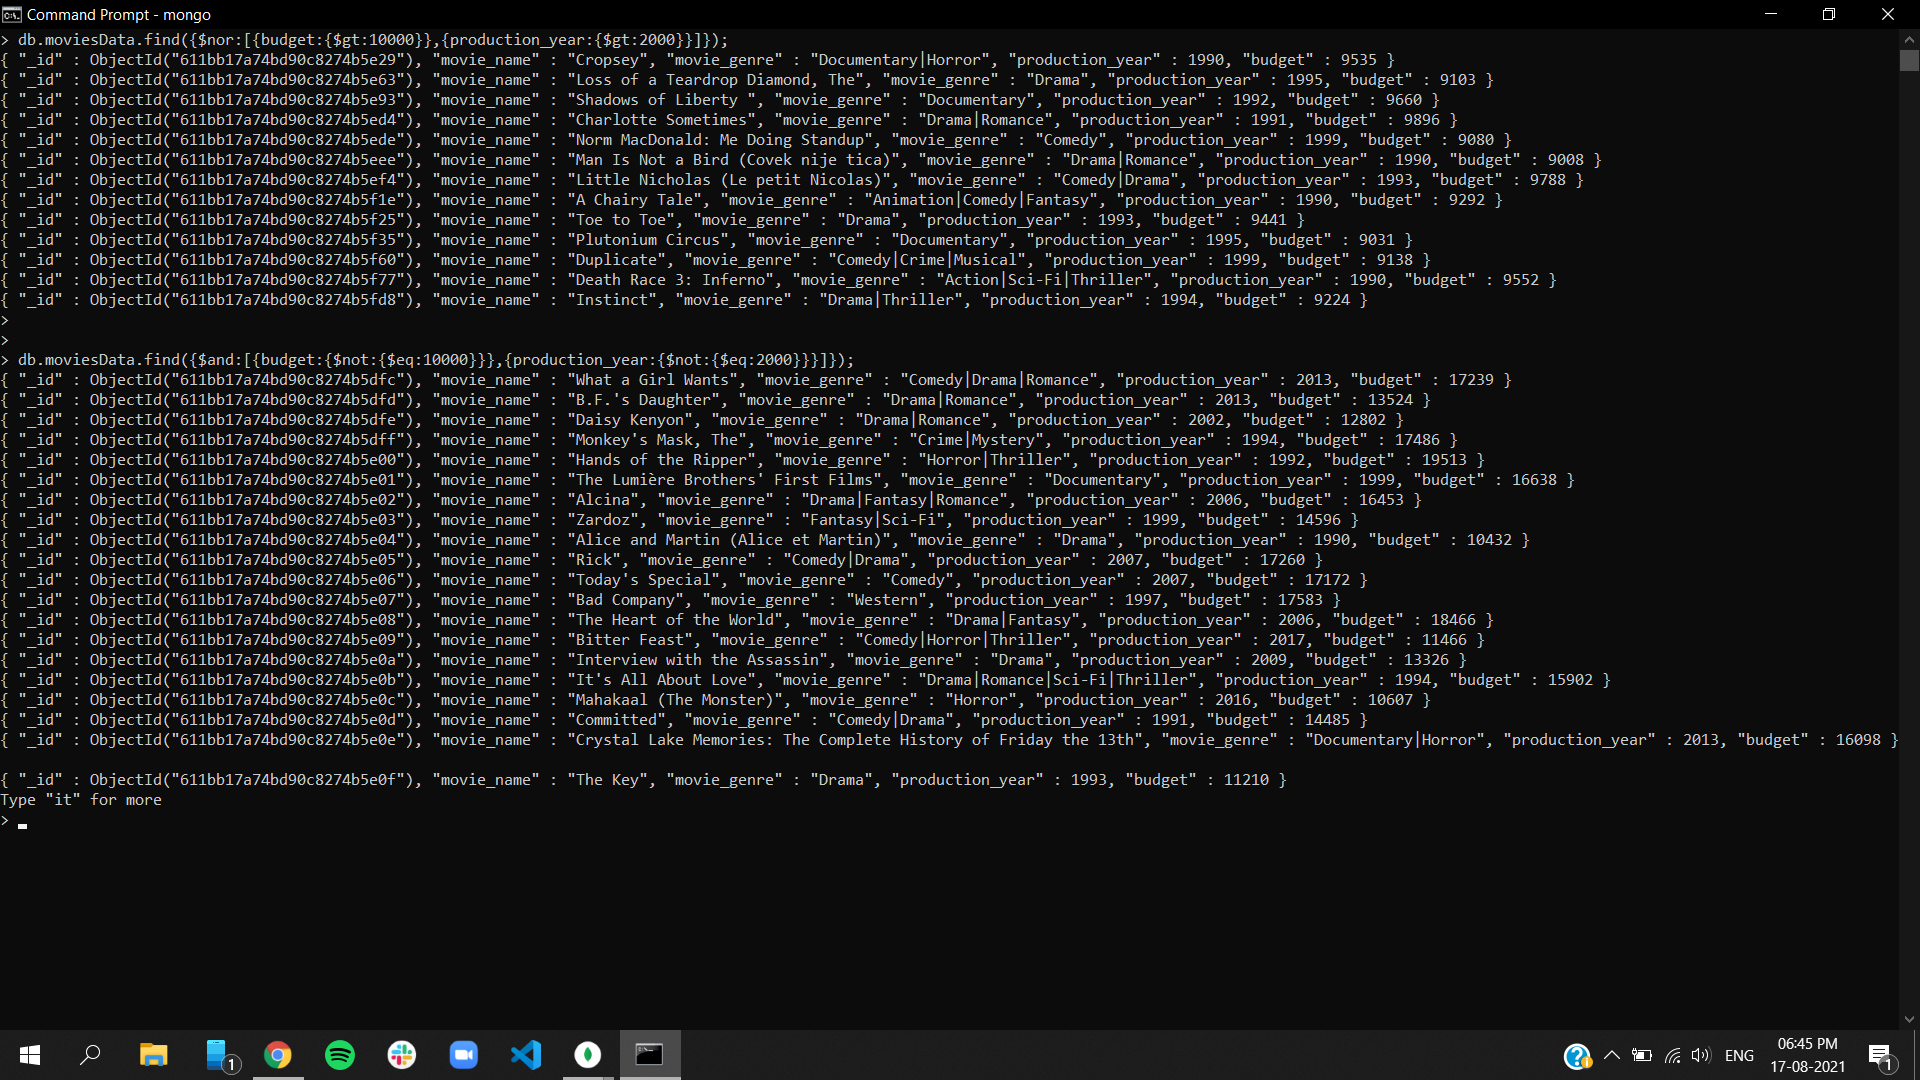 Command Prompt - mongo
> db.moviesData.find({$nor:[{budget:{$gt:10000}},{production_year:{$gt:2000}}]});
{ "_id" : ObjectId("611bb17a74bd90c8274b5e29"), "movie_name" : "Cropsey", "movie_genre" : "Documentary|Horror", "production_year" : 1990, "budget" : 9535 }
{ "_id" : ObjectId("611bb17a74bd90c8274b5e63"), "movie_name" : "Loss of a Teardrop Diamond, The", "movie_genre" : "Drama", "production_year" : 1995, "budget" : 9103 }
{ "_id" : ObjectId("611bb17a74bd90c8274b5e93"), "movie_name" : "Shadows of Liberty ", "movie_genre" : "Documentary", "production_year" : 1992, "budget" : 9660 }
{ "_id" : ObjectId("611bb17a74bd90c8274b5ed4"), "movie_name" : "Charlotte Sometimes", "movie_genre" : "Drama|Romance", "production_year" : 1991, "budget" : 9896 }
{ "_id" : ObjectId("611bb17a74bd90c8274b5ede"), "movie_name" : "Norm MacDonald: Me Doing Standup", "movie_genre" : "Comedy", "production_year" : 1999, "budget" : 9080 }
{ "_id" : ObjectId("611bb17a74bd90c8274b5eee"), "movie_name" : "Man Is Not a Bird (Covek nije tica)", "movie_genre" : "Drama|Romance", "production_year" : 1990, "budget" : 9008 }
{ "_id" : ObjectId("611bb17a74bd90c8274b5ef4"), "movie_name" : "Little Nicholas (Le petit Nicolas)", "movie_genre" : "Comedy|Drama", "production_year" : 1993, "budget" : 9788 }
{ "_id" : ObjectId("611bb17a74bd90c8274b5f1e"), "movie_name" : "A Chairy Tale", "movie_genre" : "Animation|Comedy|Fantasy", "production_year" : 1990, "budget" : 9292 }
{ "_id" : ObjectId("611bb17a74bd90c8274b5f25"), "movie_name" : "Toe to Toe", "movie_genre" : "Drama", "production_year" : 1993, "budget" : 9441 }
{ "_id" : ObjectId("611bb17a74bd90c8274b5f35"), "movie_name" : "Plutonium Circus", "movie_genre" : "Documentary", "production_year" : 1995, "budget" : 9031 }
{ "_id" : ObjectId("611bb17a74bd90c8274b5f60"), "movie_name" : "Duplicate", "movie_genre" : "Comedy|Crime|Musical", "production_year" : 1999, "budget" : 9138 }
{ "_id" : ObjectId("611bb17a74bd90c8274b5f77"), "movie_name" : "Death Race 3: Inferno", "movie_genre" : "Action|Sci-Fi|Thriller", "production_year" : 1990, "budget" : 9552 }
{ "_id" : ObjectId("611bb17a74bd90c8274b5fd8"), "movie_name" : "Instinct", "movie_genre" : "Drama|Thriller", "production_year" : 1994, "budget" : 9224 }
>
>
> db.moviesData.find({$and:[{budget:{$not:{$eq:10000}}},{production_year:{$not:{$eq:2000}}}]});
{ "_id" : ObjectId("611bb17a74bd90c8274b5dfc"), "movie_name" : "What a Girl Wants", "movie_genre" : "Comedy|Drama|Romance", "production_year" : 2013, "budget" : 17239 }
{ "_id" : ObjectId("611bb17a74bd90c8274b5dfd"), "movie_name" : "B.F.'s Daughter", "movie_genre" : "Drama|Romance", "production_year" : 2013, "budget" : 13524 }
{ "_id" : ObjectId("611bb17a74bd90c8274b5dfe"), "movie_name" : "Daisy Kenyon", "movie_genre" : "Drama|Romance", "production_year" : 2002, "budget" : 12802 }
{ "_id" : ObjectId("611bb17a74bd90c8274b5dff"), "movie_name" : "Monkey's Mask, The", "movie_genre" : "Crime|Mystery", "production_year" : 1994, "budget" : 17486 }
{ "_id" : ObjectId("611bb17a74bd90c8274b5e00"), "movie_name" : "Hands of the Ripper", "movie_genre" : "Horror|Thriller", "production_year" : 1992, "budget" : 19513 }
{ "_id" : ObjectId("611bb17a74bd90c8274b5e01"), "movie_name" : "The Lumière Brothers' First Films", "movie_genre" : "Documentary", "production_year" : 1999, "budget" : 16638 }
{ "_id" : ObjectId("611bb17a74bd90c8274b5e02"), "movie_name" : "Alcina", "movie_genre" : "Drama|Fantasy|Romance", "production_year" : 2006, "budget" : 16453 }
{ "_id" : ObjectId("611bb17a74bd90c8274b5e03"), "movie_name" : "Zardoz", "movie_genre" : "Fantasy|Sci-Fi", "production_year" : 1999, "budget" : 14596 }
{ "_id" : ObjectId("611bb17a74bd90c8274b5e04"), "movie_name" : "Alice and Martin (Alice et Martin)", "movie_genre" : "Drama", "production_year" : 1990, "budget" : 10432 }
{ "_id" : ObjectId("611bb17a74bd90c8274b5e05"), "movie_name" : "Rick", "movie_genre" : "Comedy|Drama", "production_year" : 2007, "budget" : 17260 }
{ "_id" : ObjectId("611bb17a74bd90c8274b5e06"), "movie_name" : "Today's Special", "movie_genre" : "Comedy", "production_year" : 2007, "budget" : 17172 }
{ "_id" : ObjectId("611bb17a74bd90c8274b5e07"), "movie_name" : "Bad Company", "movie_genre" : "Western", "production_year" : 1997, "budget" : 17583 }
{ "_id" : ObjectId("611bb17a74bd90c8274b5e08"), "movie_name" : "The Heart of the World", "movie_genre" : "Drama|Fantasy", "production_year" : 2006, "budget" : 18466 }
{ "_id" : ObjectId("611bb17a74bd90c8274b5e09"), "movie_name" : "Bitter Feast", "movie_genre" : "Comedy|Horror|Thriller", "production_year" : 2017, "budget" : 11466 }
{ "_id" : ObjectId("611bb17a74bd90c8274b5e0a"), "movie_name" : "Interview with the Assassin", "movie_genre" : "Drama", "production_year" : 2009, "budget" : 13326 }
{ "_id" : ObjectId("611bb17a74bd90c8274b5e0b"), "movie_name" : "It's All About Love", "movie_genre" : "Drama|Romance|Sci-Fi|Thriller", "production_year" : 1994, "budget" : 15902 }
{ "_id" : ObjectId("611bb17a74bd90c8274b5e0c"), "movie_name" : "Mahakaal (The Monster)", "movie_genre" : "Horror", "production_year" : 2016, "budget" : 10607 }
{ "_id" : ObjectId("611bb17a74bd90c8274b5e0d"), "movie_name" : "Committed", "movie_genre" : "Comedy|Drama", "production_year" : 1991, "budget" : 14485 }
{ "_id" : ObjectId("611bb17a74bd90c8274b5e0e"), "movie_name" : "Crystal Lake Memories: The Complete History of Friday the 13th", "movie_genre" : "Documentary|Horror", "production_year" : 2013, "budget" : 16098 }
{ "_id" : ObjectId("611bb17a74bd90c8274b5e0f"), "movie_name" : "The Key", "movie_genre" : "Drama", "production_year" : 1993, "budget" : 11210 }
Type "it" for more
>
1
ENG
06:45 PM
17-08-2021
1